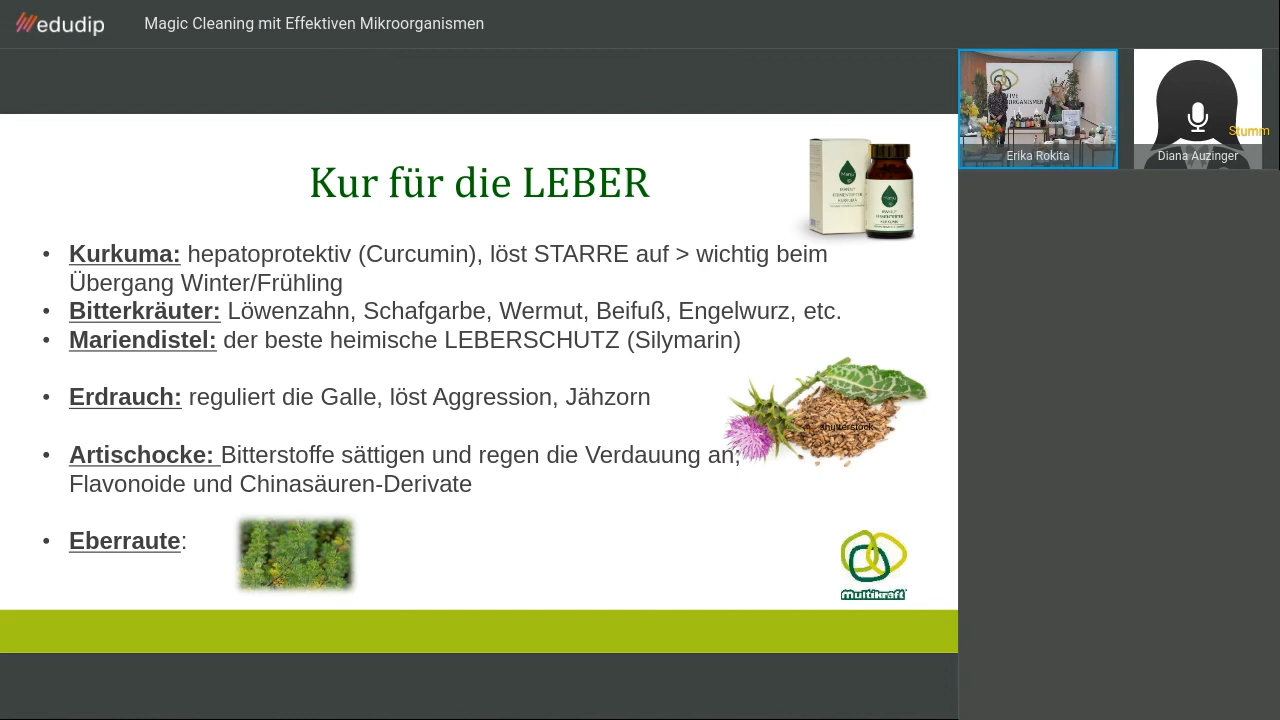 edudip
Magic Cleaning mit Effektiven Mikroorganismen
Erika Rokita
Stumm
Diana Auzinger
Kur für die LEBER
Manju
• Kurkuma: hepatoprotektiv (Curcumin), löst STARRE auf > wichtig beim
Übergang Winter/Frühling
• Bitterkräuter: Löwenzahn, Schafgarbe, Wermut, Beifuß, Engelwurz, etc.
• Mariendistel: der beste heimische LEBERSCHUTZ (Silymarin)
• Erdrauch: reguliert die Galle, löst Aggression, Jähzorn
shutterstock
• Artischocke: Bitterstoffe sättigen und regen die Verdauung an;
Flavonoide und Chinasäuren-Derivate
• Eberraute:
multikraft